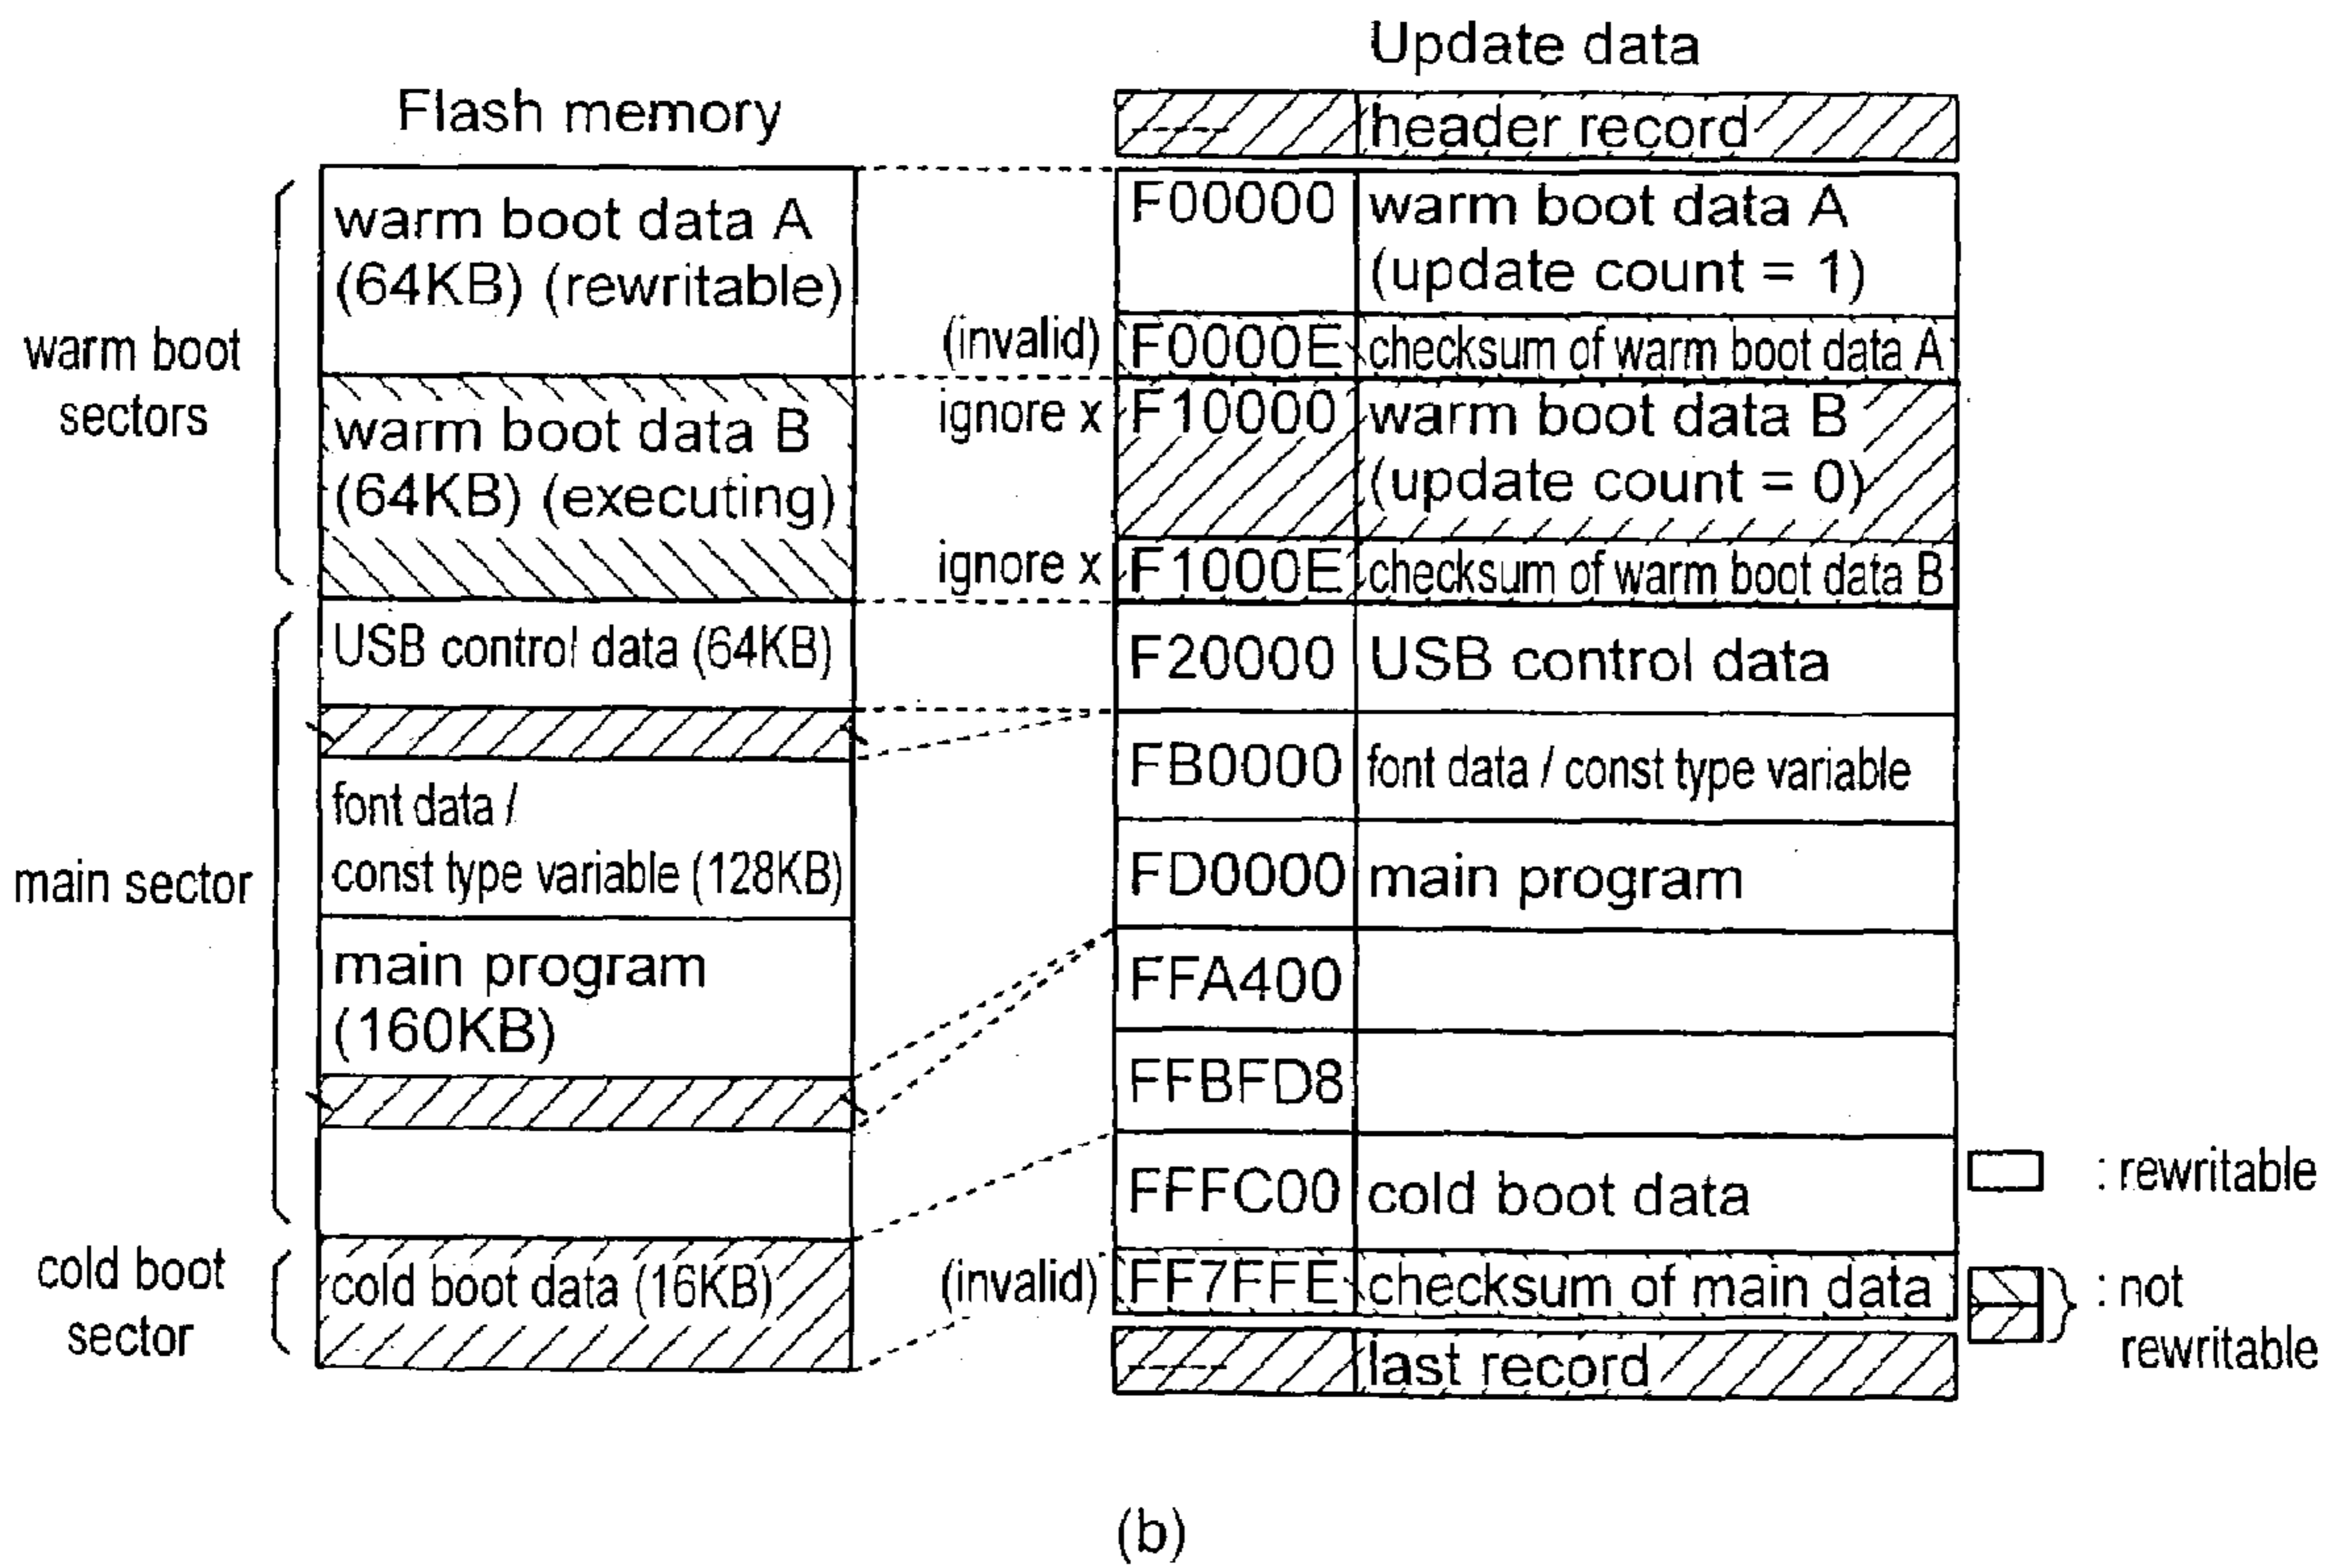 Update data
Flash memory
header record
warm boot sectors
warm boot data A
(64KB) (rewritable)
warm boot data B
(64KB) (executing)
main sector
USB control data (64KB)
font data /
const type variable (128KB)
main program
(160KB)
cold boot sector
cold boot data (16KB)
F00000 warm boot data A
(update count = 1)
(invalid) F0000E checksum of warm boot data A
ignore x F10000 warm boot data B
(update count = 0)
ignore x F1000E checksum of warm boot data B
F20000 USB control data
FB0000 font data / const type variable
FD0000 main program
FFA400
FFBFD8
FFFC00 cold boot data
(invalid) FF7FFE checksum of main data
last record
: rewritable
: not
rewritable
(b)